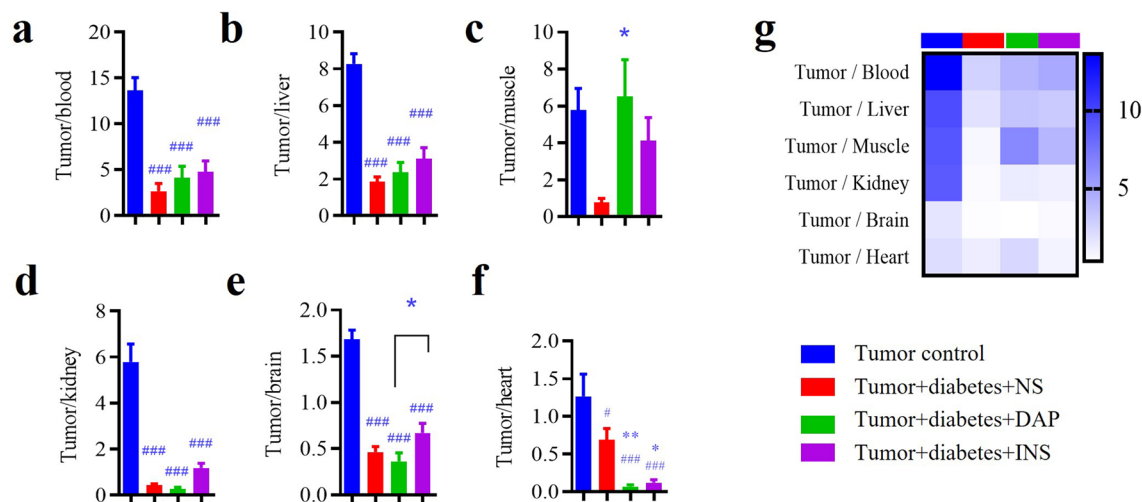 a
20
15
10
5
0
Tumor/blood
###
###
###
b
10
8
6
4
2
0
Tumor/liver
###
###
###
c
8
6
4
2
0
Tumor/muscle
*
g
Tumor / Blood
Tumor / Liver
Tumor / Muscle
Tumor / Kidney
Tumor / Brain
Tumor / Heart
10
5
d
8
6
4
2
0
Tumor/kidney
###
###
###
e
2.0
1.5
1.0
0.5
0.0
Tumor/brain
*
###
###
###
f
2.0
1.5
1.0
0.5
0.0
Tumor/heart
#
**
###
*
###
Tumor control
Tumor+diabetes+NS
Tumor+diabetes+DAP
Tumor+diabetes+INS